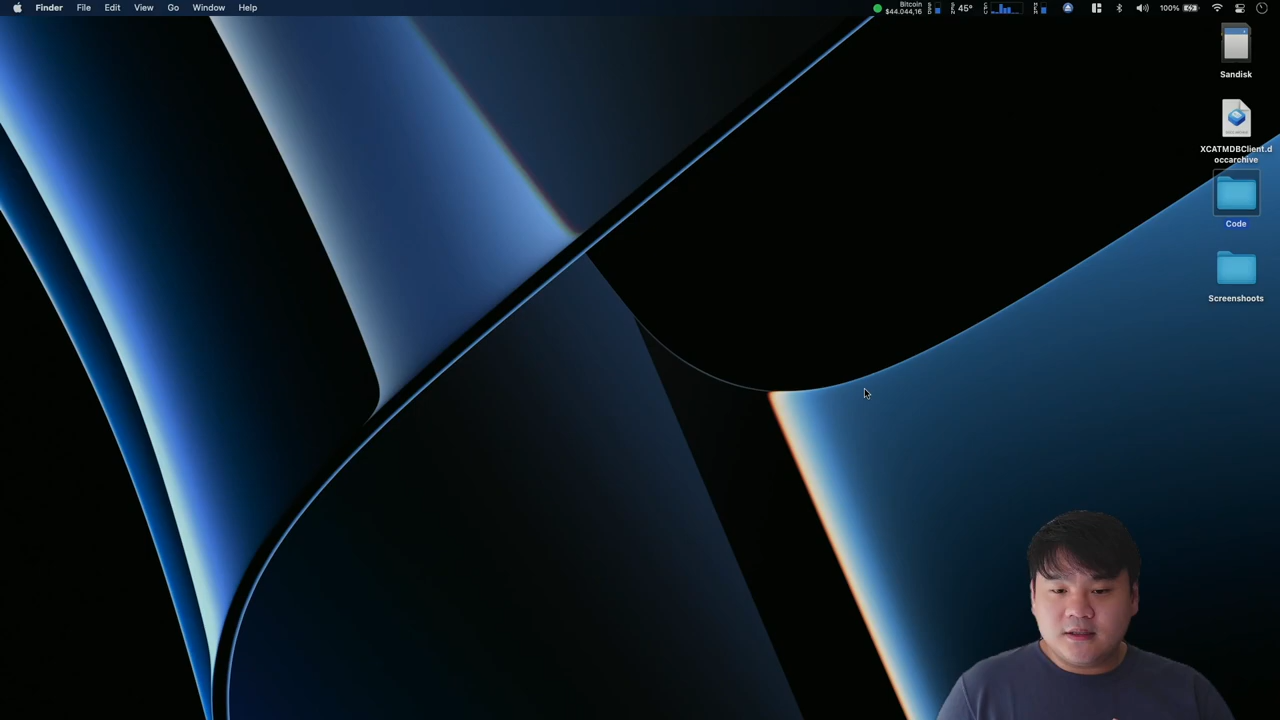 Finder File Edit View Go Window Help
Bitcoin
$44.044,16
45°
100%
Sandisk
XCATMDBClient.d
occarchive
Code
Screenshoots